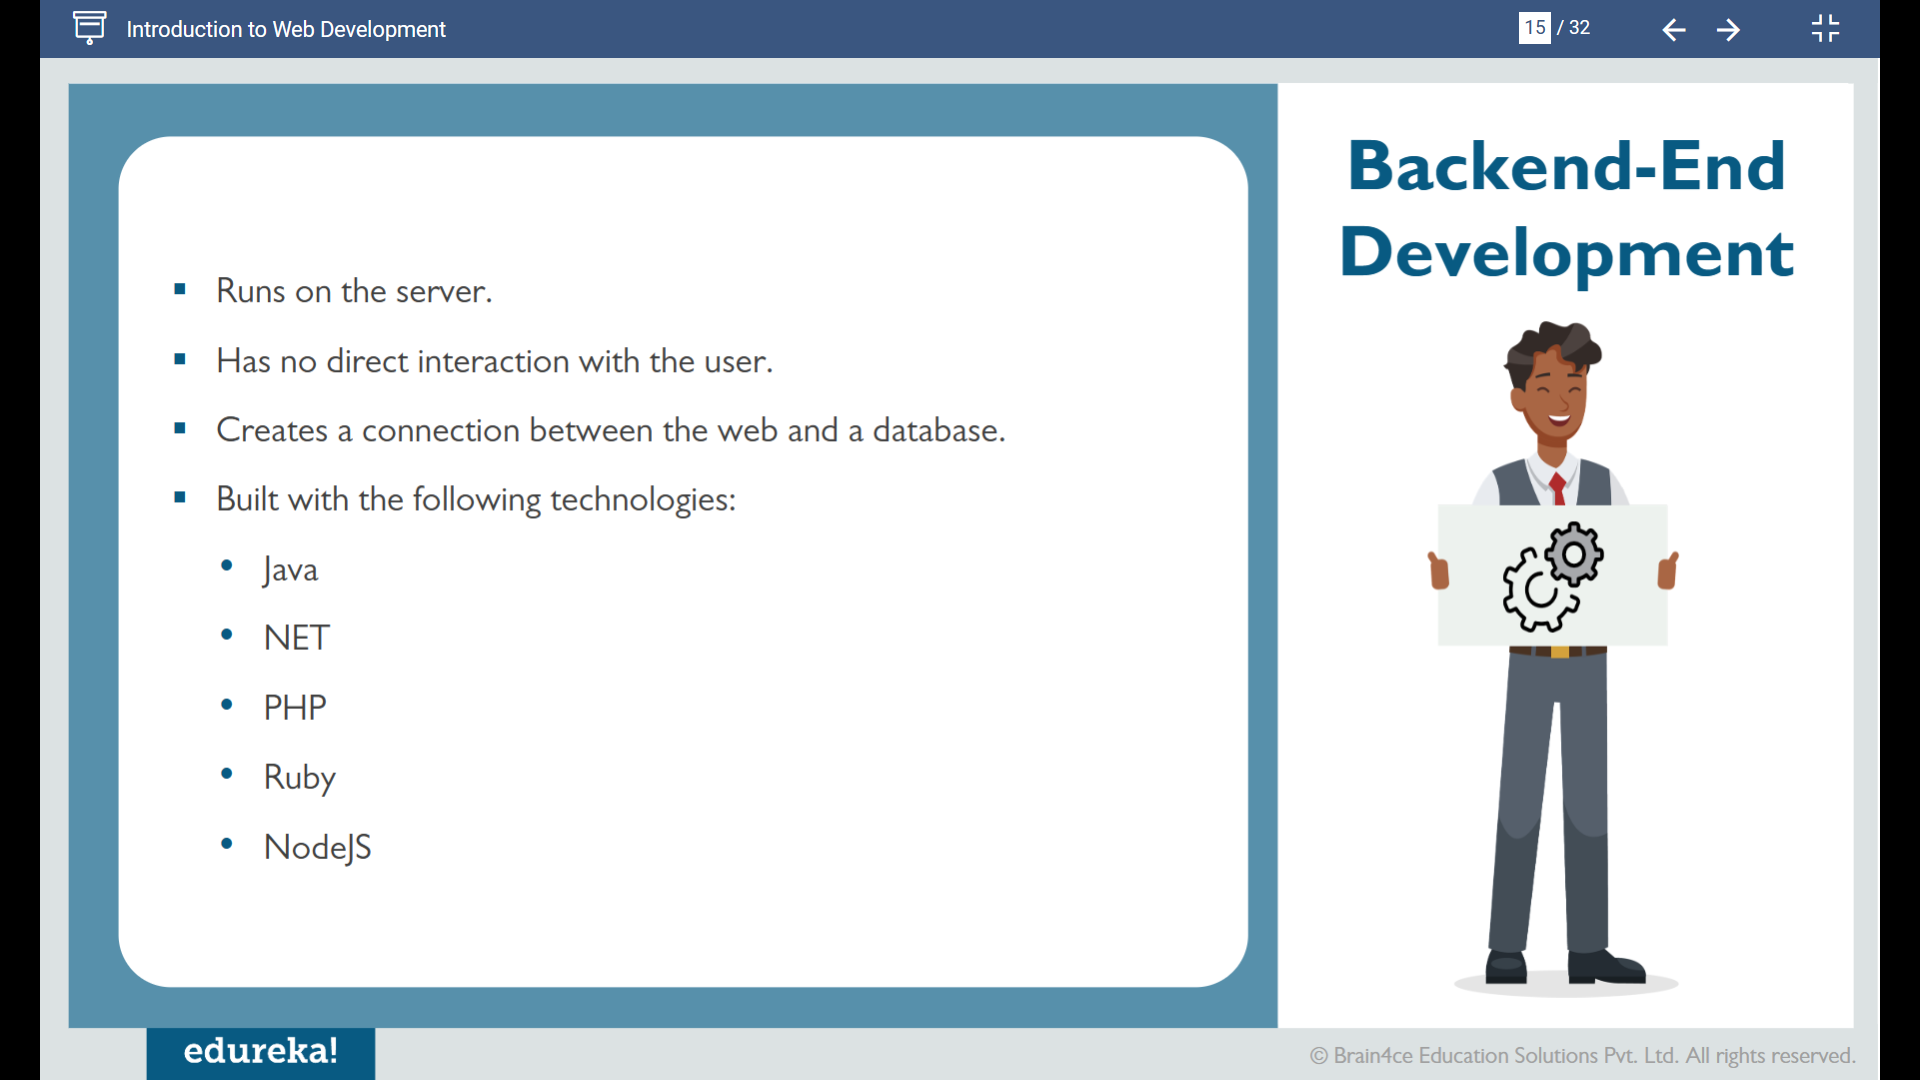 Introduction to Web Development
15 / 32
Backend-End
Development
Runs on the server.
Has no direct interaction with the user.
Creates a connection between the web and a database.
Built with the following technologies:
Java
NET
PHP
Ruby
NodeJS
edureka!
© Brain4ce Education Solutions Pvt. Ltd. All rights reserved.